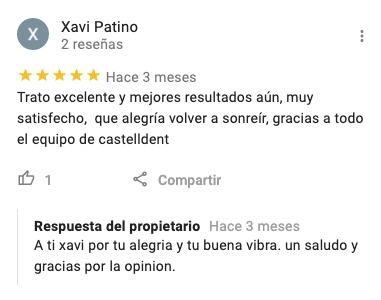 X
Xavi Patino
2 reseñas
Hace 3 meses
Trato excelente y mejores resultados aún, muy
satisfecho,  que alegría volver a sonreír, gracias a todo
el equipo de castelldent
1
Compartir
Respuesta del propietario Hace 3 meses
A ti xavi por tu alegria y tu buena vibra. un saludo y
gracias por la opinion.